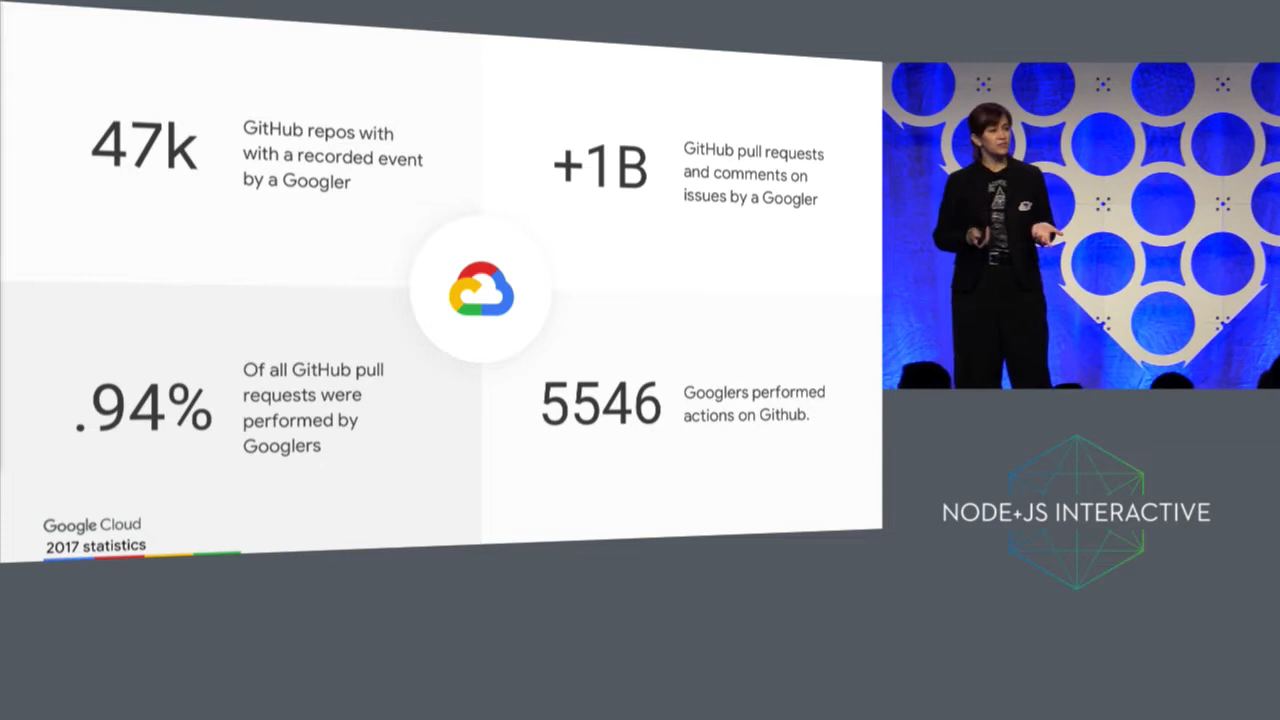 47k
GitHub repos with
with a recorded event
by a Googler
+1B
GitHub pull requests
and comments on
issues by a Googler
.94%
Of all GitHub pull
requests were
performed by
Googlers
5546
Googlers performed
actions on Github.
Google Cloud
2017 statistics
NODE+JS INTERACTIVE